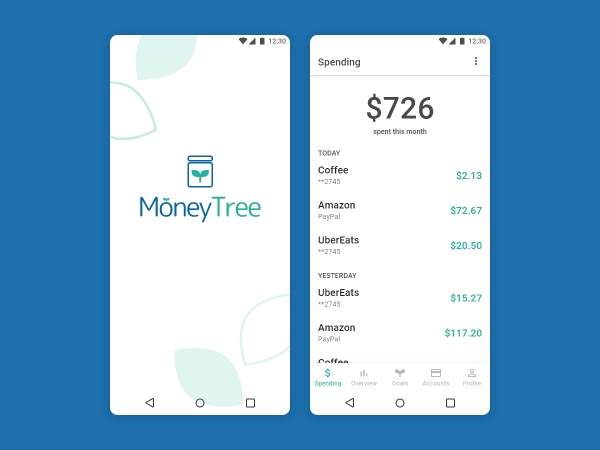 12:30
MoneyTree
12:30
Spending
$726
spent this month
TODAY
Coffee
**2745
$2.13
Amazon
PayPal
$72.67
UberEats
**2745
$20.50
YESTERDAY
UberEats
**2745
$15.27
Amazon
PayPal
$117.20
Coffee
$
Spending Overview Goals Accounts Profile